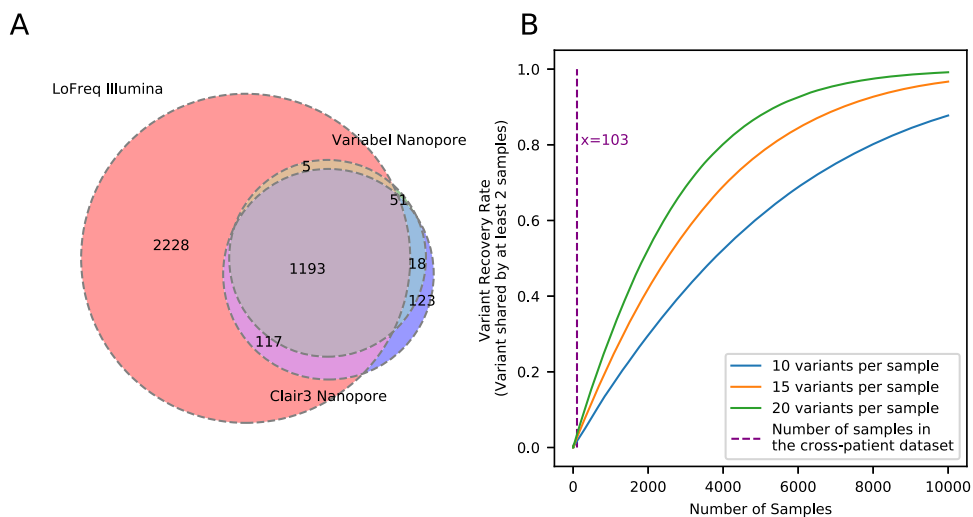 A
LoFreq Illumina
Variabel Nanopore
5
51
2228
1193
18
123
117
Clair3 Nanopore
B
Variant Recovery Rate
(Variant shared by at least 2 samples)
1.0
0.8
0.6
0.4
0.2
0.0
x=103
10 variants per sample
15 variants per sample
20 variants per sample
Number of samples in
the cross-patient dataset
0 2000 4000 6000 8000 10000
Number of Samples